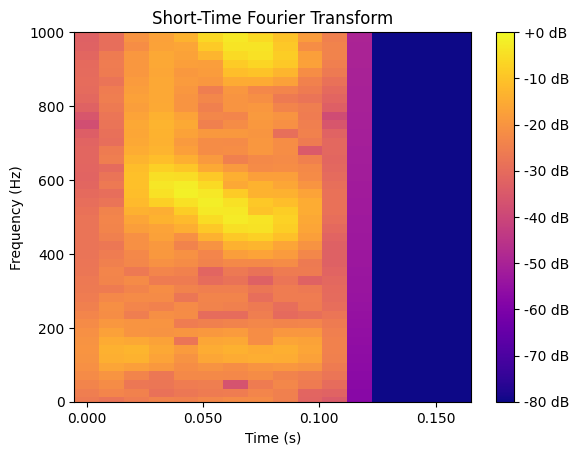 Short-Time Fourier Transform
Frequency (Hz)
1000
800
600
400
200
0
0.000
0.050
0.100
0.150
Time (s)
+0 dB
-10 dB
-20 dB
-30 dB
-40 dB
-50 dB
-60 dB
-70 dB
-80 dB